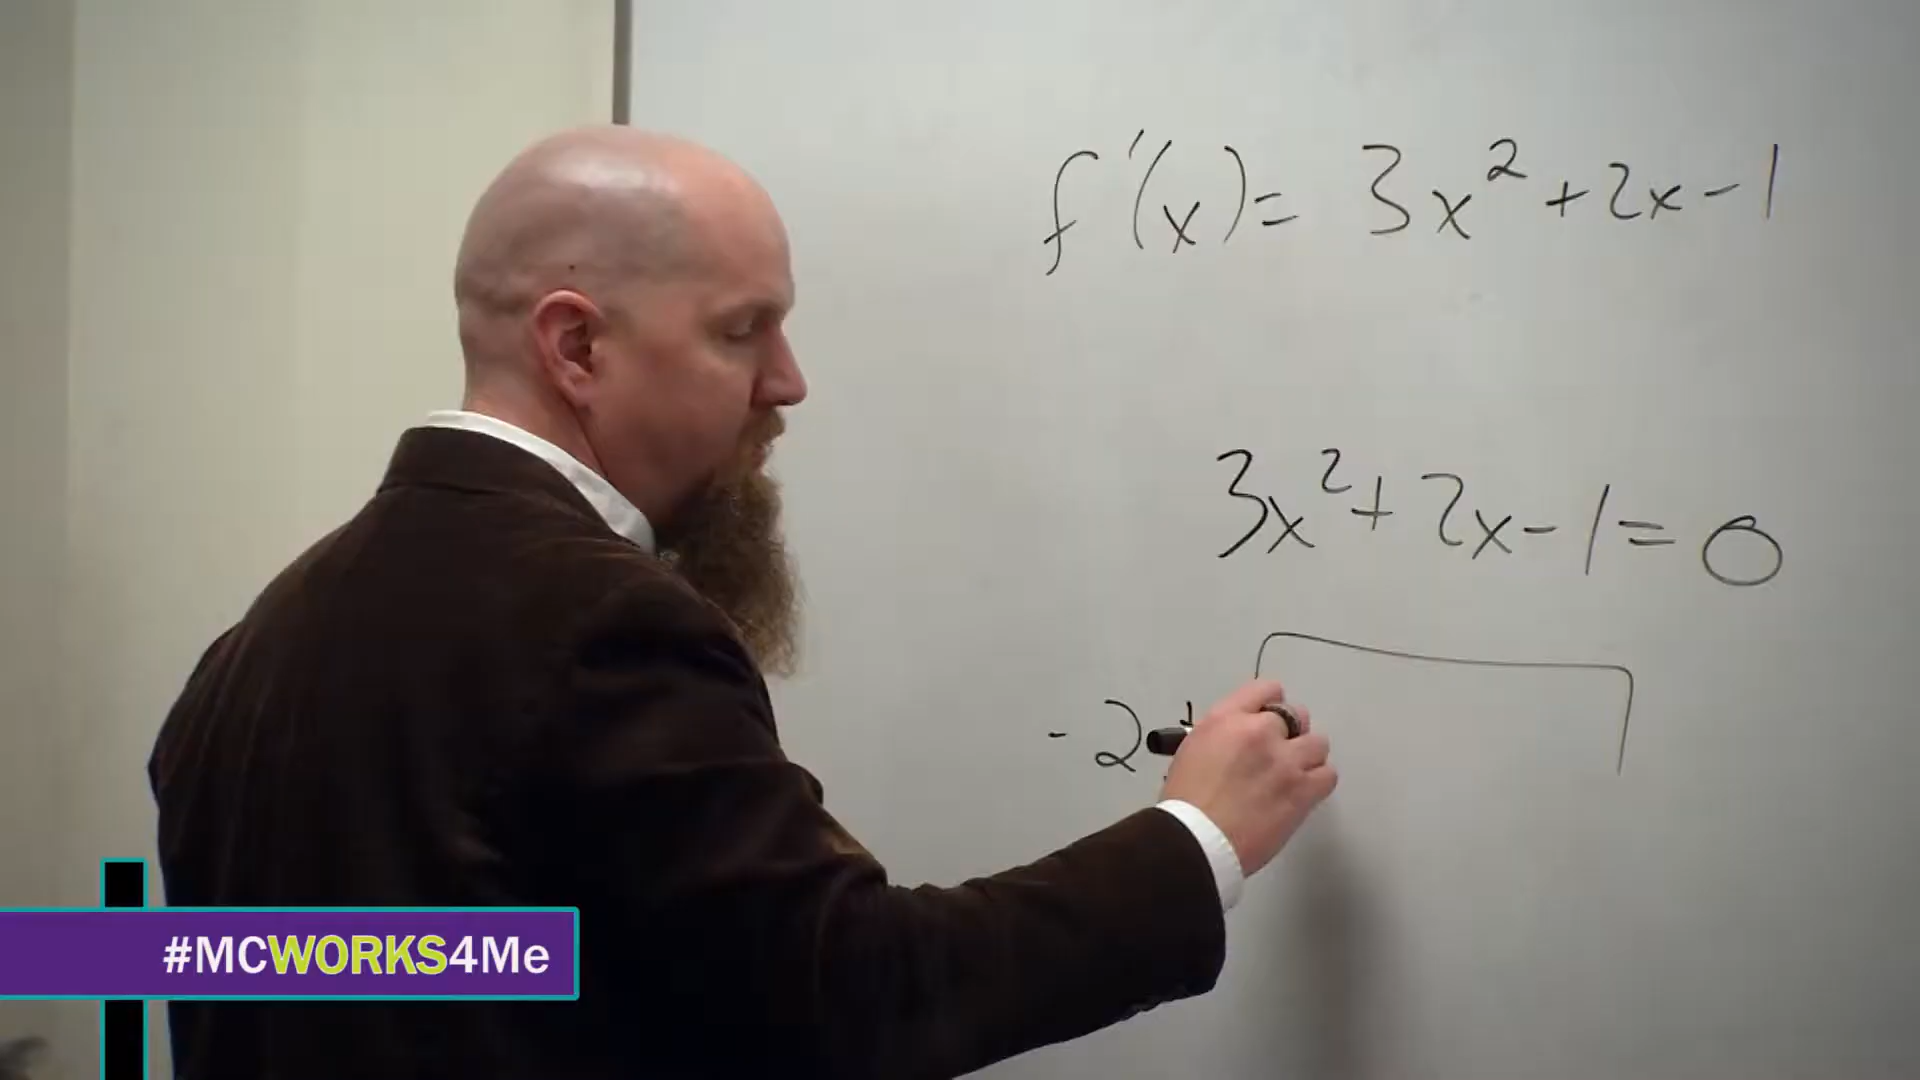 f'(x) = 3x² + 2x - 1
3x² + 2x - 1 = 0
- 2 ±
#MCWORKS4Me